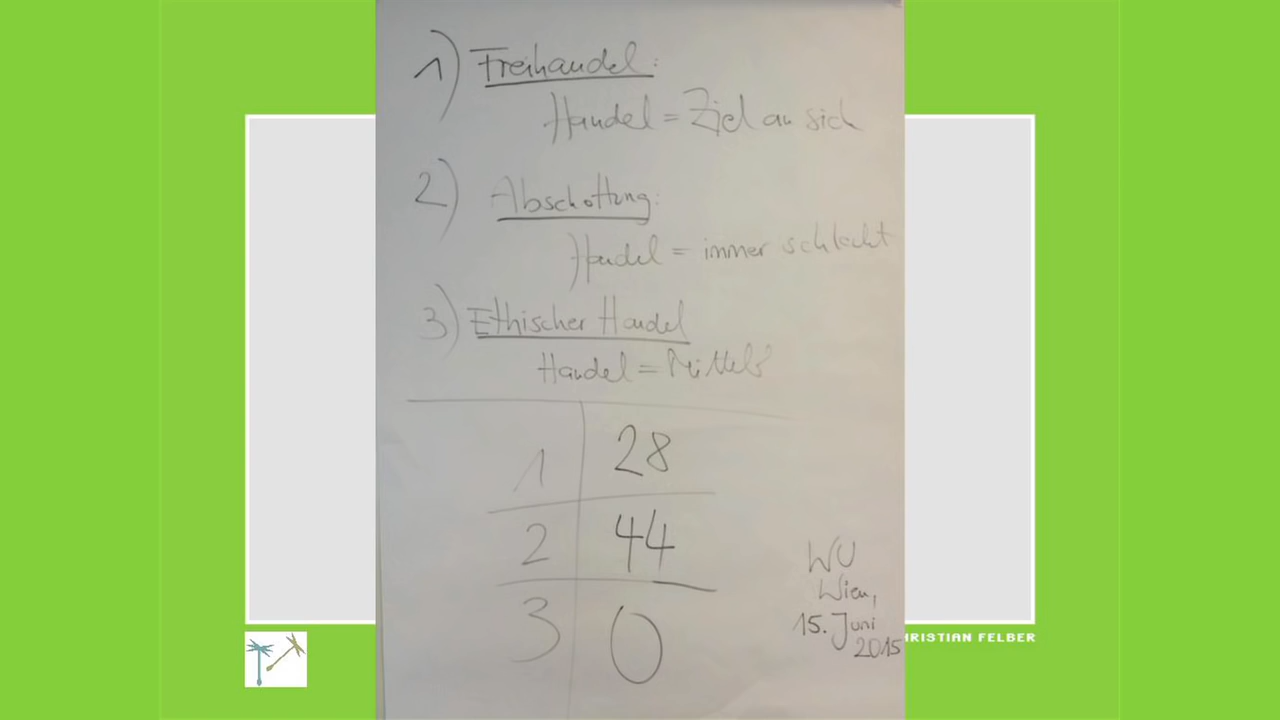 1) Freihandel:
Handel = Ziel an sich
2) Abschottung:
Handel = immer schlecht
3) Ethischer Handel
Handel = Mittel
1 28
2 44
3 0
WU
Wien,
15. Juni
2015
HRISTIAN FELBER